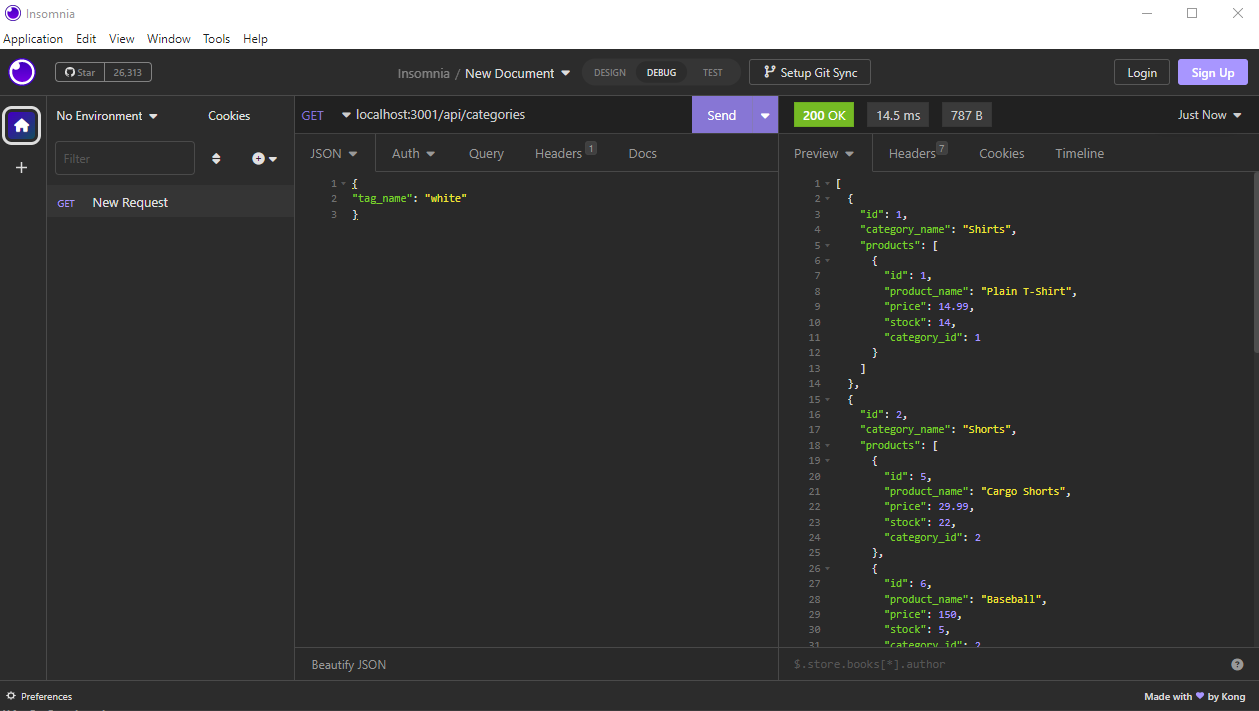 Insomnia
Application Edit View Window Tools Help
Star 26,313 Insomnia / New Document DESIGN DEBUG TEST Setup Git Sync Login Sign Up
No Environment Cookies GET localhost:3001/api/categories Send 200 OK 14.5 ms 787 B Just Now
Filter JSON Auth Query Headers 1 Docs Preview Headers 7 Cookies Timeline
GET New Request
1 {
2 "tag_name": "white"
3 }
1 [
2 {
3 "id": 1,
4 "category_name": "Shirts",
5 "products": [
6 {
7 "id": 1,
8 "product_name": "Plain T-Shirt",
9 "price": 14.99,
10 "stock": 14,
11 "category_id": 1
12 }
13 ]
14 },
15 {
16 "id": 2,
17 "category_name": "Shorts",
18 "products": [
19 {
20 "id": 5,
21 "product_name": "Cargo Shorts",
22 "price": 29.99,
23 "stock": 22,
24 "category_id": 2
25 },
26 {
27 "id": 6,
28 "product_name": "Baseball",
29 "price": 150,
30 "stock": 5,
31 "category_id": 2
Beautify JSON $.store.books[*].author
Preferences Made with ❤ by Kong